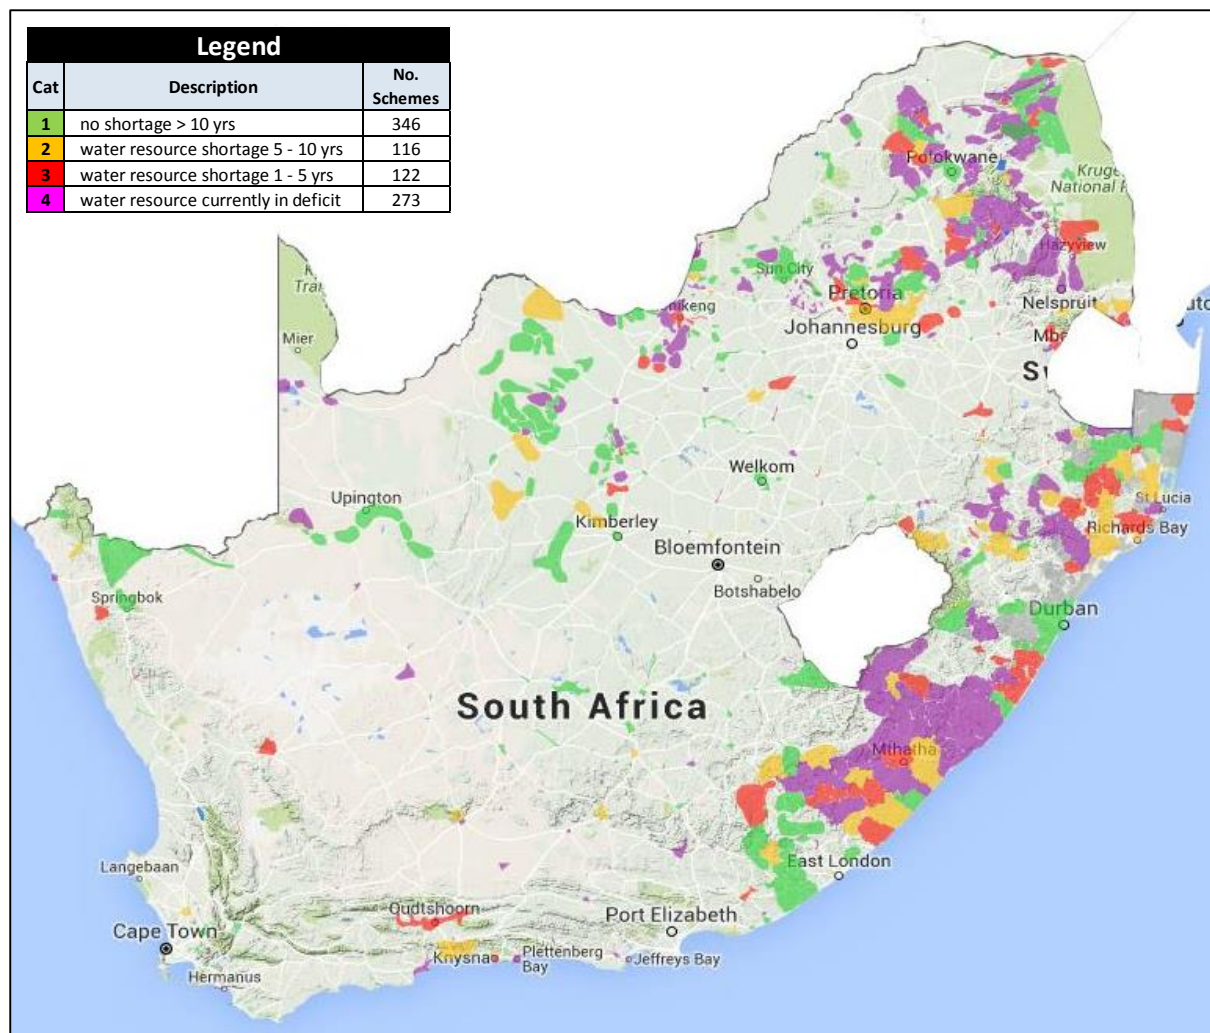 Legend
Cat Description No. Schemes
1 no shortage > 10 yrs 346
2 water resource shortage 5 - 10 yrs 116
3 water resource shortage 1 - 5 yrs 122
4 water resource currently in deficit 273
Polokwane
National
Hazyview
Sun City
Pretoria
Nelspruit
Johannesburg
Mier
Welkom
Upington
St Lucia
Kimberley
Richards Bay
Bloemfontein
Botshabelo
Springbok
Durban
South Africa
Mthatha
East London
Langebaan
Oudtshoorn
Port Elizabeth
Cape Town
Knysna
Plettenberg
Bay
Jeffreys Bay
Hermanus